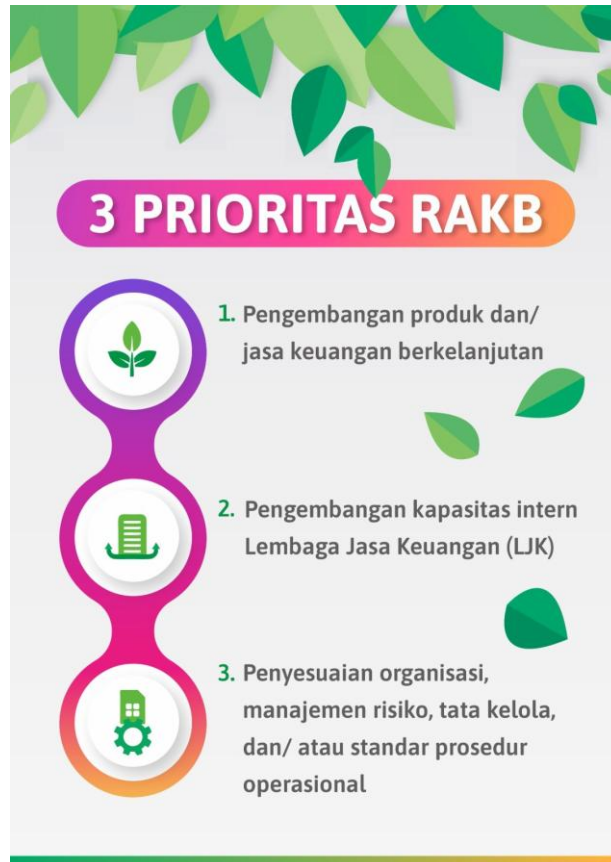 3 PRIORITAS RAKB
1. Pengembangan produk dan/
jasa keuangan berkelanjutan
2. Pengembangan kapasitas intern
Lembaga Jasa Keuangan (LJK)
3. Penyesuaian organisasi,
manajemen risiko, tata kelola,
dan/ atau standar prosedur
operasional